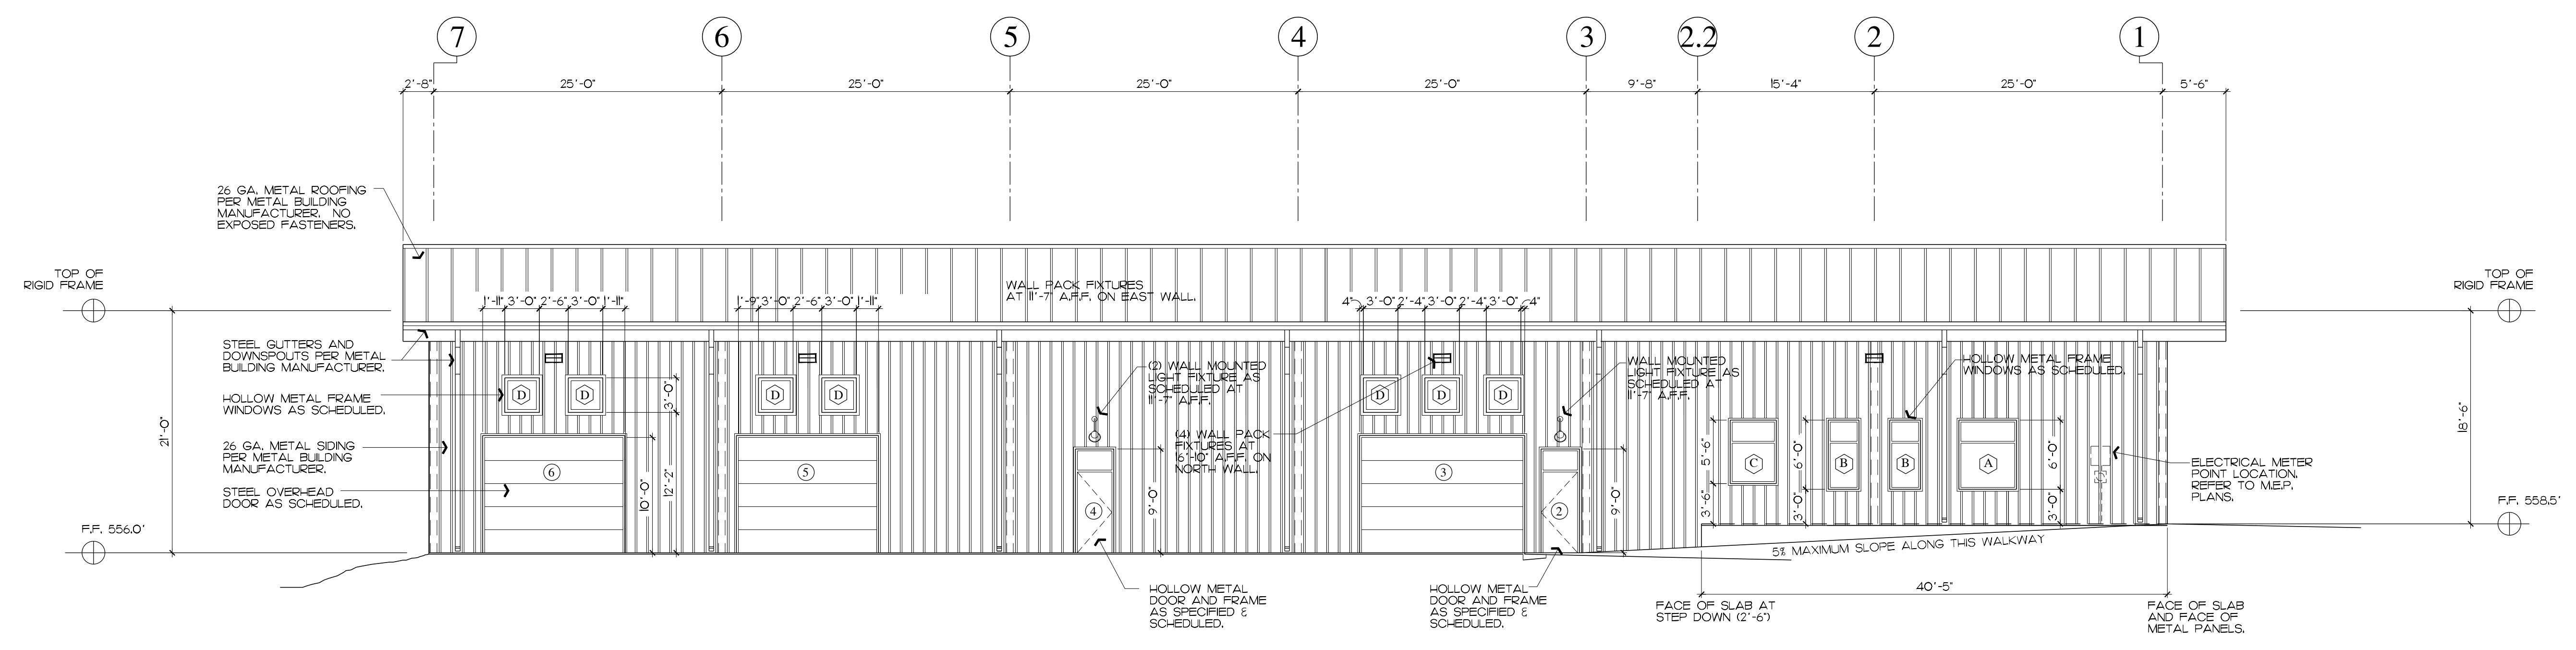 7 6 5 4 3 2.2 2 1
2'-8" 25'-0" 25'-0" 25'-0" 25'-0" 9'-8" 15'-4" 25'-0" 5'-6"
26 GA. METAL ROOFING
PER METAL BUILDING
MANUFACTURER. NO
EXPOSED FASTENERS.
TOP OF
RIGID FRAME
TOP OF
RIGID FRAME
WALL PACK FIXTURES
AT 11'-7" A.F.F. ON EAST WALL.
1'-11" 3'-0" 2'-6" 3'-0" 1'-11"
1'-9" 3'-0" 2'-6" 3'-0" 1'-11"
4" 3'-0" 2'-4" 3'-0" 2'-4" 3'-0" 4"
STEEL GUTTERS AND
DOWNSPOUTS PER METAL
BUILDING MANUFACTURER.
(2) WALL MOUNTED
LIGHT FIXTURE AS
SCHEDULED AT
11'-7" A.F.F.
WALL MOUNTED
LIGHT FIXTURE AS
SCHEDULED AT
11'-7" A.F.F.
HOLLOW METAL FRAME
WINDOWS AS SCHEDULED.
HOLLOW METAL FRAME
WINDOWS AS SCHEDULED.
D D D D D D D
3'-0"
21'-0"
18'-6"
(4) WALL PACK
FIXTURES AT
16'-10" A.F.F. ON
NORTH WALL.
26 GA. METAL SIDING
PER METAL BUILDING
MANUFACTURER.
STEEL OVERHEAD
DOOR AS SCHEDULED.
6 5 3
10'-0"
12'-2"
9'-0"
9'-0"
4 2
5'-6" 6'-0" 6'-0"
C B B A
3'-6" 3'-0" 3'-0"
ELECTRICAL METER
POINT LOCATION.
REFER TO M.E.P.
PLANS.
F.F. 556.0'
F.F. 558.5'
5% MAXIMUM SLOPE ALONG THIS WALKWAY
40'-5"
HOLLOW METAL
DOOR AND FRAME
AS SPECIFIED &
SCHEDULED.
HOLLOW METAL
DOOR AND FRAME
AS SPECIFIED &
SCHEDULED.
FACE OF SLAB AT
STEP DOWN (2'-6")
FACE OF SLAB
AND FACE OF
METAL PANELS.